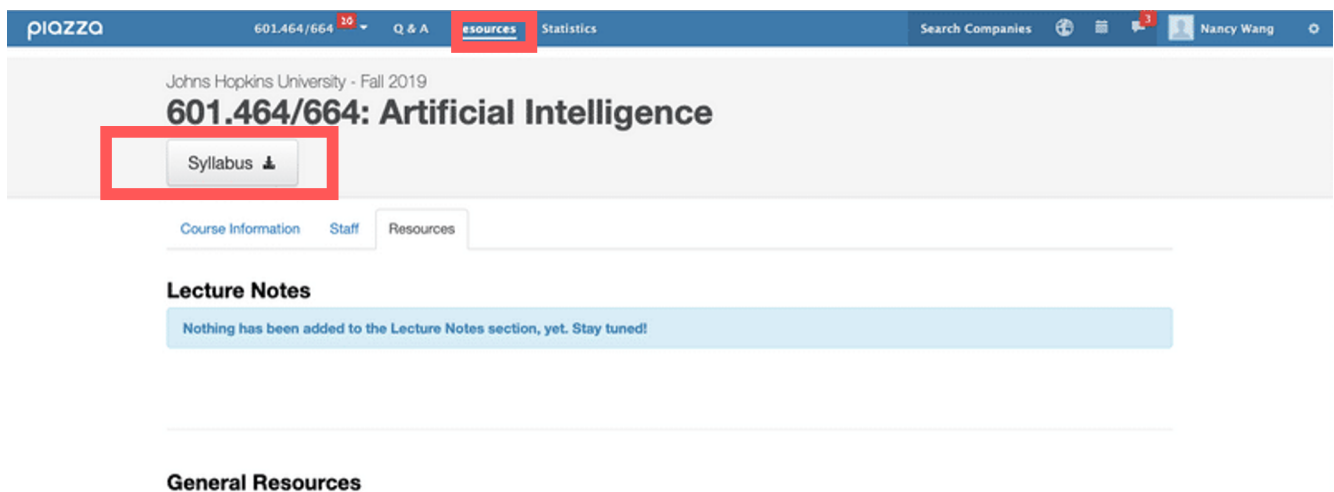 piazza 601.464/664 Q & A esources Statistics Search Companies 3 Nancy Wang
Johns Hopkins University - Fall 2019
601.464/664: Artificial Intelligence
Syllabus
Course Information Staff Resources
Lecture Notes
Nothing has been added to the Lecture Notes section, yet. Stay tuned!
General Resources